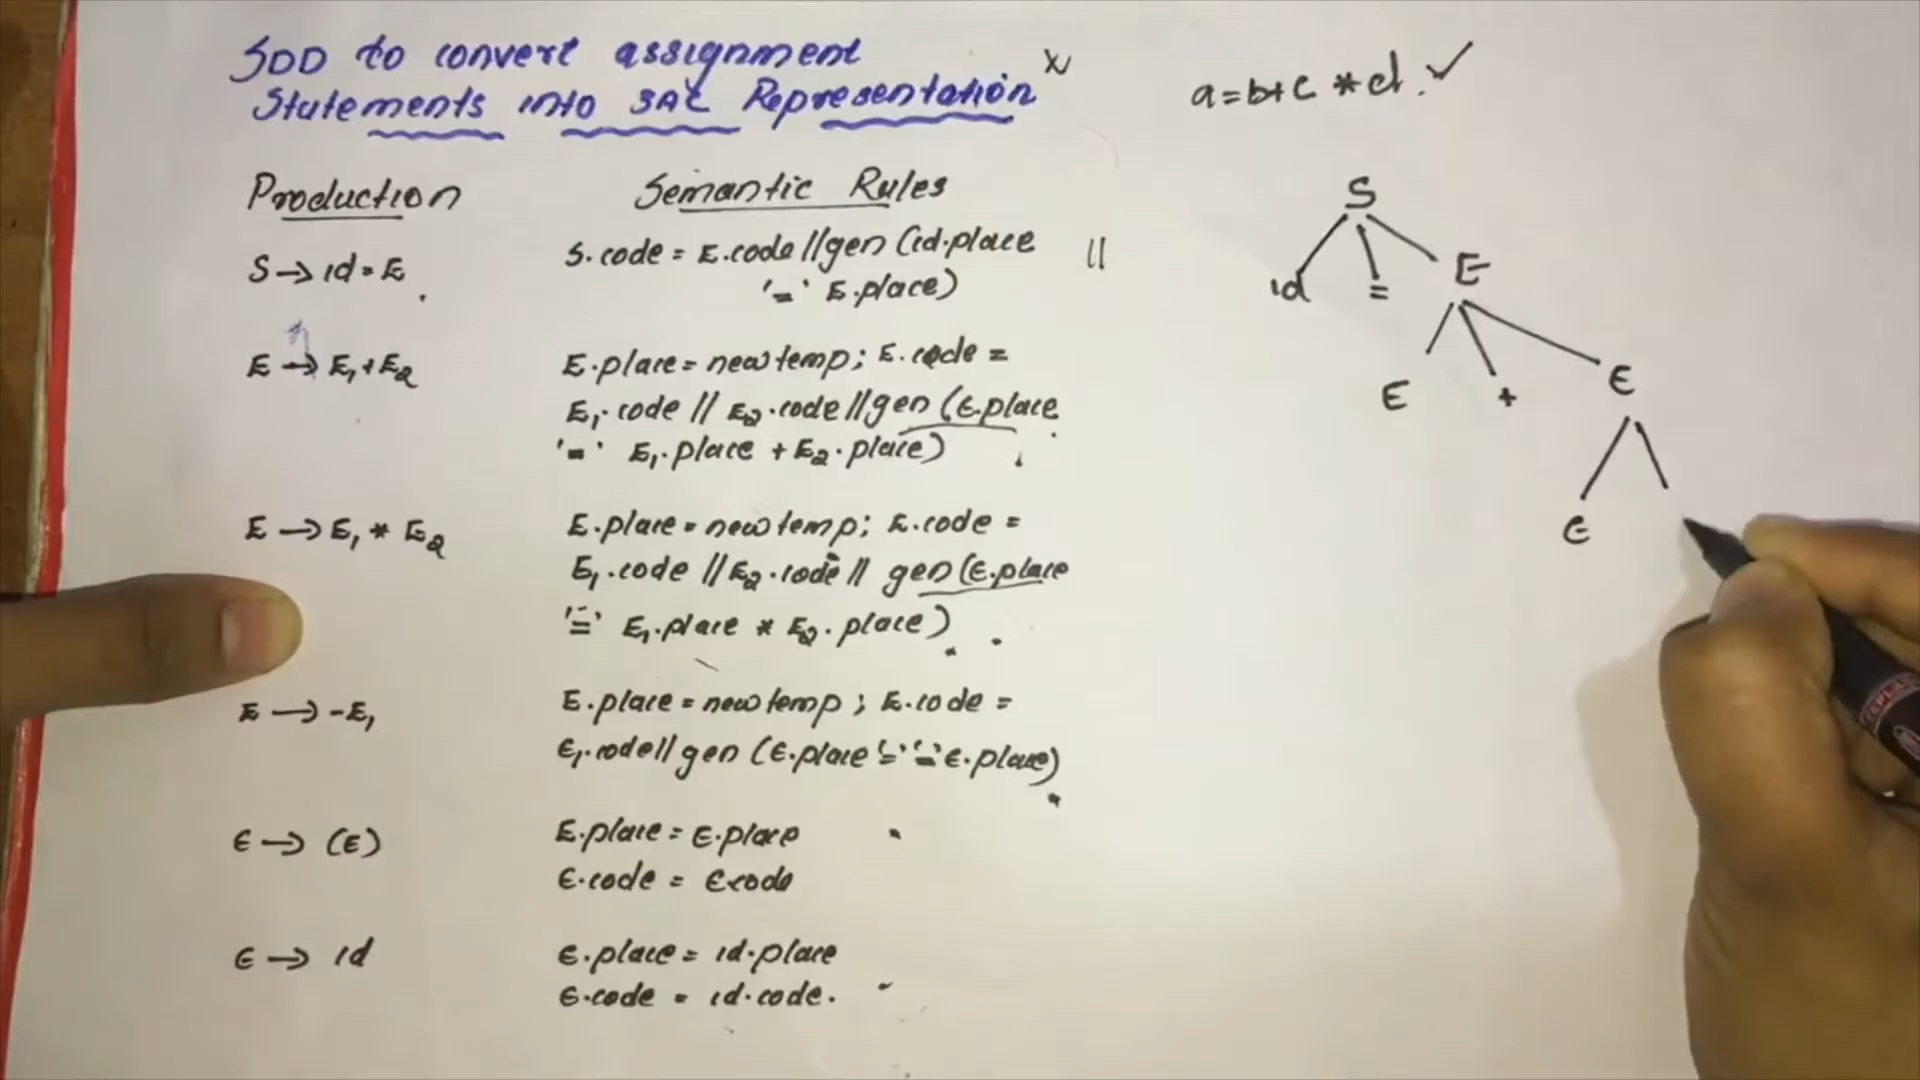 SDD to convert assignment
Statements into 3AC Representation
x
a=b+c *d. ✓
Production
Semantic Rules
S → id = E
S.code = E.code // gen (id.place
||
'=' E.place)
E → E1 + E2
E.place = newtemp; E.code =
E1.code // E2.code // gen (E.place
'=' E1.place + E2.place)
E → E1 * E2
E.place = newtemp; E.code =
E1.code // E2.code // gen (E.place
'=' E1.place * E2.place)
E → -E1
E.place = newtemp; E.code =
E1.code // gen (E.place '=' '-' E.place)
E → (E)
E.place = E.place
E.code = E.code
E → id
E.place = id.place
E.code = id.code.
S
id = E
E + E
E